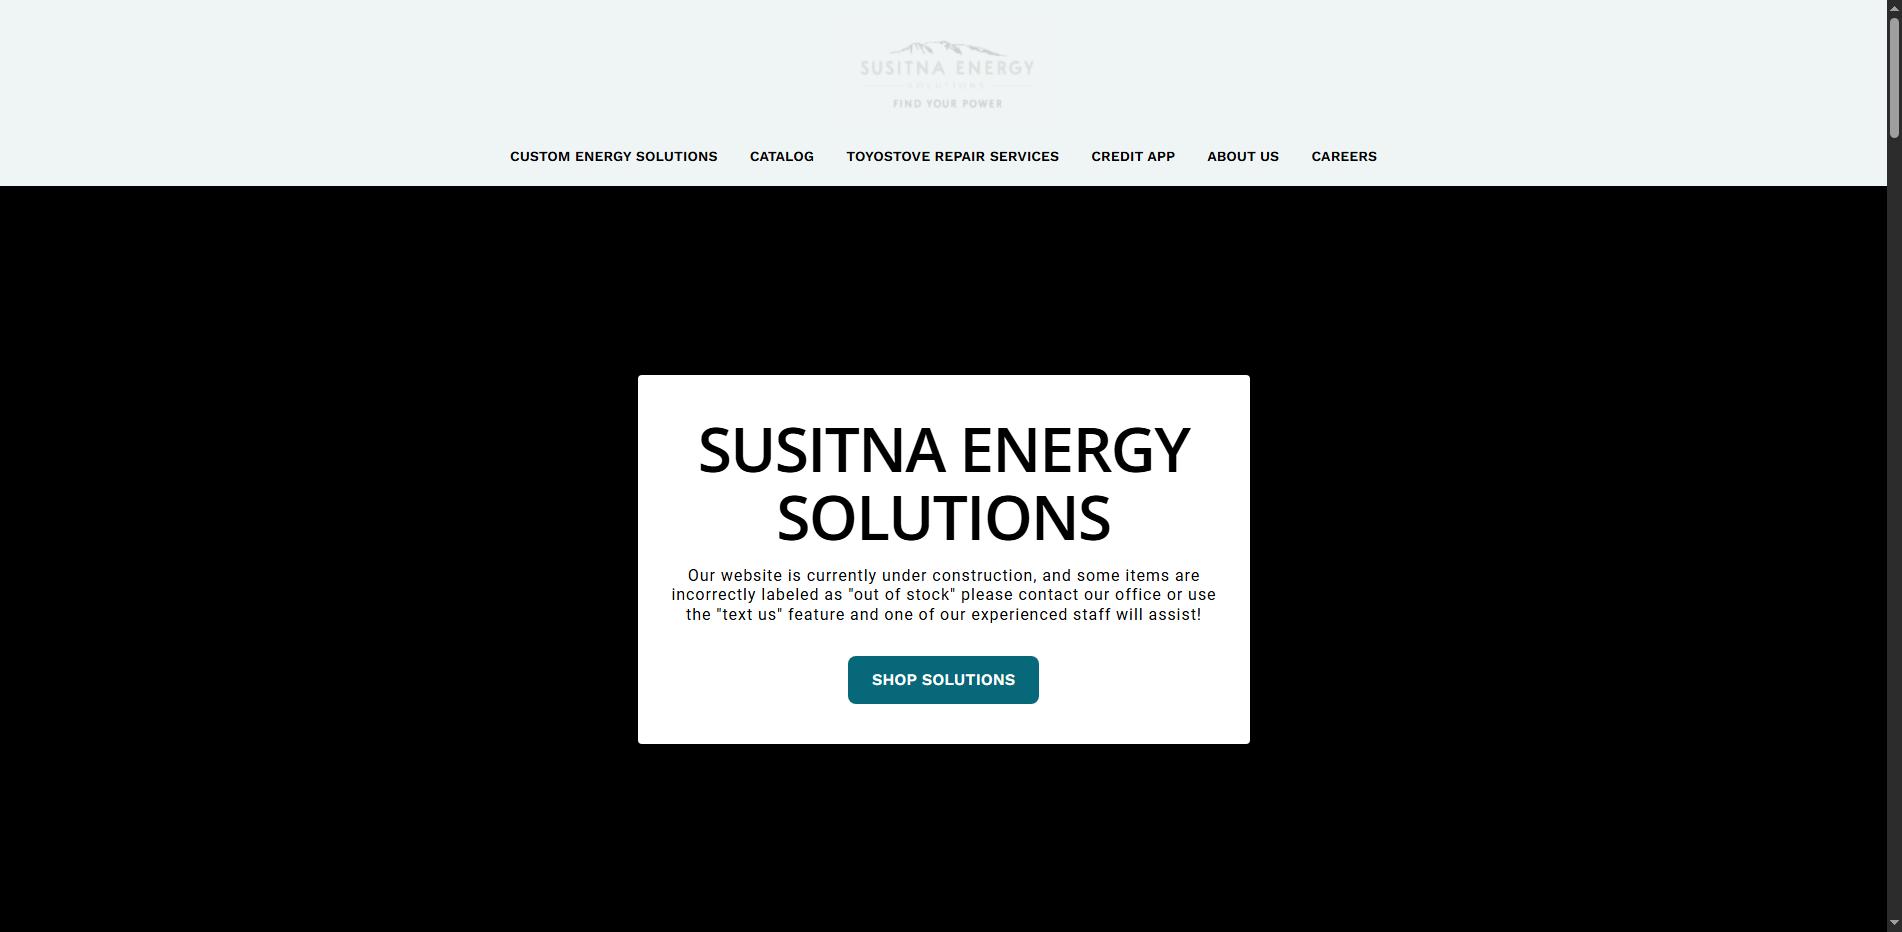 SUSITNA ENERGY
SOLUTIONS
FIND YOUR POWER
CUSTOM ENERGY SOLUTIONS CATALOG TOYOSTOVE REPAIR SERVICES CREDIT APP ABOUT US CAREERS
SUSITNA ENERGY
SOLUTIONS
Our website is currently under construction, and some items are
incorrectly labeled as "out of stock" please contact our office or use
the "text us" feature and one of our experienced staff will assist!
SHOP SOLUTIONS